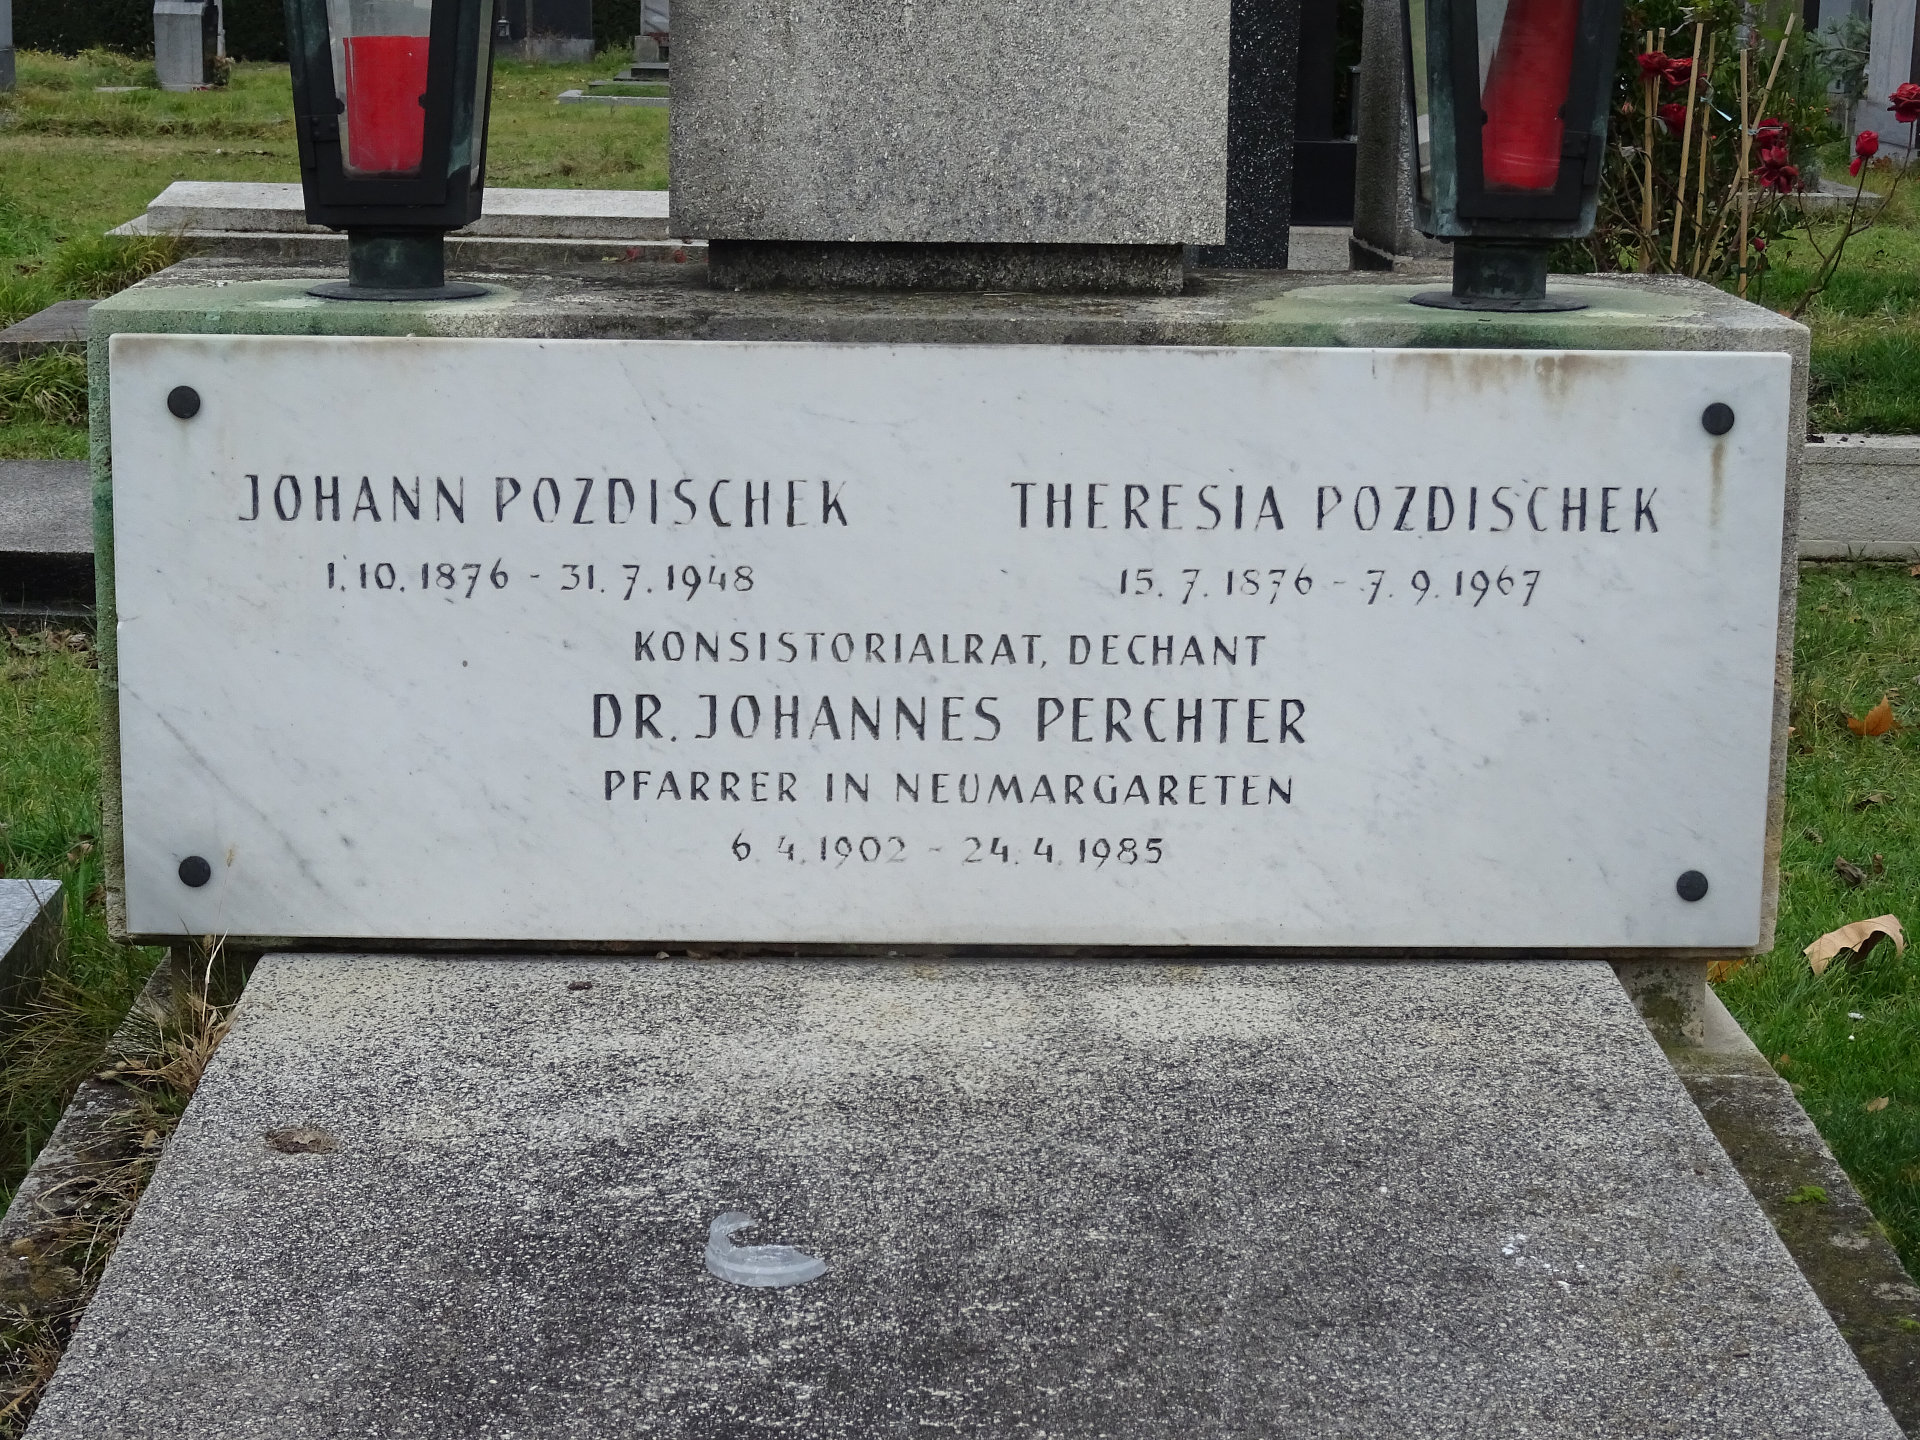 JOHANN POZDISCHEK
1.10.1876 - 31.7.1948
THERESIA POZDISCHEK
15.7.1876 - 7.9.1967
KONSISTORIALRAT, DECHANT
DR. JOHANNES PERCHTER
PFARRER IN NEUMARGARETEN
6.4.1902 - 24.4.1985